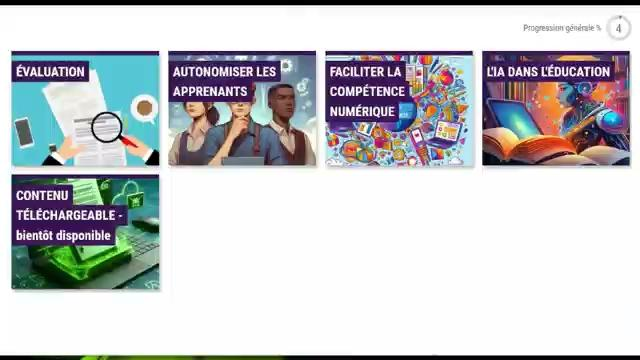 Progression générale %
4
ÉVALUATION
AUTONOMISER LES
APPRENANTS
FACILITER LA
COMPÉTENCE
NUMÉRIQUE
L'IA DANS L'ÉDUCATION
CONTENU
TÉLÉCHARGEABLE -
bientôt disponible